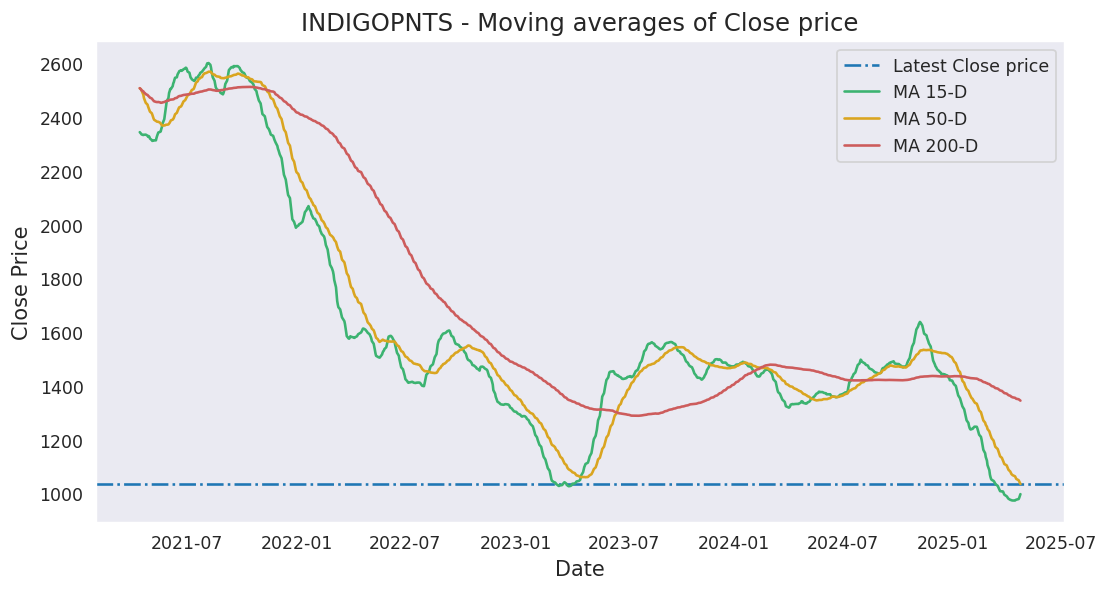 INDIGOPNTS - Moving averages of Close price
Latest Close price
MA 15-D
MA 50-D
MA 200-D
Close Price
2600
2400
2200
2000
1800
1600
1400
1200
1000
2021-07 2022-01 2022-07 2023-01 2023-07 2024-01 2024-07 2025-01 2025-07
Date